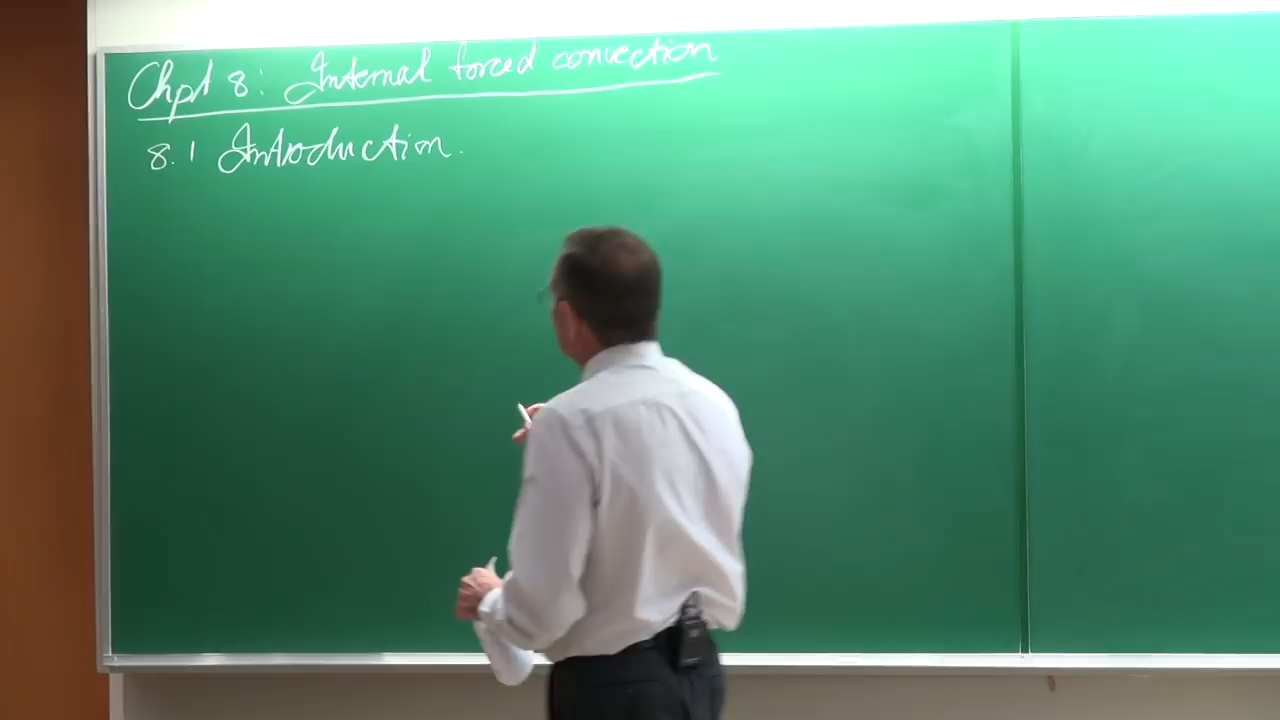 Chpt 8: Internal forced convection
8.1 Introduction.